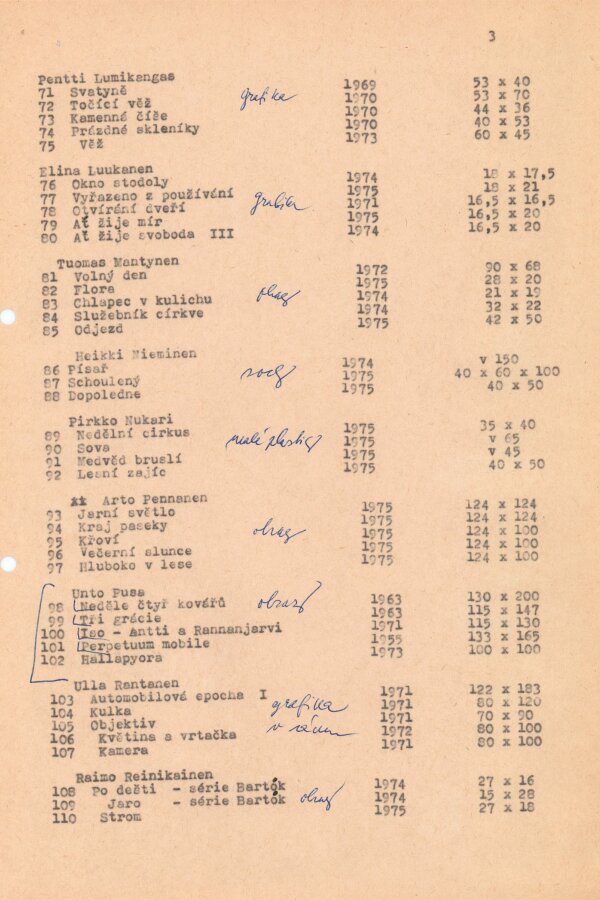 3
Pentti Lumikangas
71 Svatyně grafika 1969 53 x 40
72 Točící věž 1970 53 x 70
73 Kamenné číše 1970 44 x 36
74 Prázdné skleníky 1970 40 x 53
75 Věž 1973 60 x 45
Elina Luukanen
76 Okno stodoly 1974 18 x 17,5
77 Vyřazeno z používání grafika 1975 18 x 21
78 Otvírání dveří 1971 16,5 x 16,5
79 Ať žije mír 1975 16,5 x 20
80 Ať žije svoboda III 1974 16,5 x 20
Tuomas Mantynen
81 Volný den 1972 90 x 68
82 Flora obrazy 1975 28 x 20
83 Chlapec v kulichu 1974 21 x 19
84 Služebník církve 1974 32 x 22
85 Odjezd 1975 42 x 50
Heikki Nieminen
86 Písař 1974 v 150
87 Schoulený sochy 1975 40 x 60 x 100
88 Dopoledne 1975 40 x 50
Pirkko Nukari
89 Nedělní cirkus malé plastiky 1975 35 x 40
90 Sova 1975 v 65
91 Medvěd bruslí 1975 v 45
92 Lesní zajíc 1975 40 x 50
Arto Pennanen
93 Jarní světlo 1975 124 x 124
94 Kraj paseky obrazy 1975 124 x 124
95 Křoví 1975 124 x 100
96 Večerní slunce 1975 124 x 100
97 Hluboko v lese 1975 124 x 100
Unto Pusa
98 Neděle čtyř kovářů obrazy 1963 130 x 200
99 Tři grácie 1963 115 x 147
100 Iso - Antti a Rannanjarvi 1971 115 x 130
101 Perpetuum mobile 1955 133 x 165
102 Hallapyora 1973 100 x 100
Ulla Rantanen
103 Automobilová epocha I 1971 122 x 183
104 Kulka grafika 1971 80 x 120
105 Objektiv v rámu 1971 70 x 90
106 Květina a vrtačka 1972 80 x 100
107 Kamera 1971 80 x 100
Raimo Reinikainen
108 Po dešti - série Bartók 1974 27 x 16
109 Jaro - série Bartók obrazy 1974 15 x 28
110 Strom 1975 27 x 18